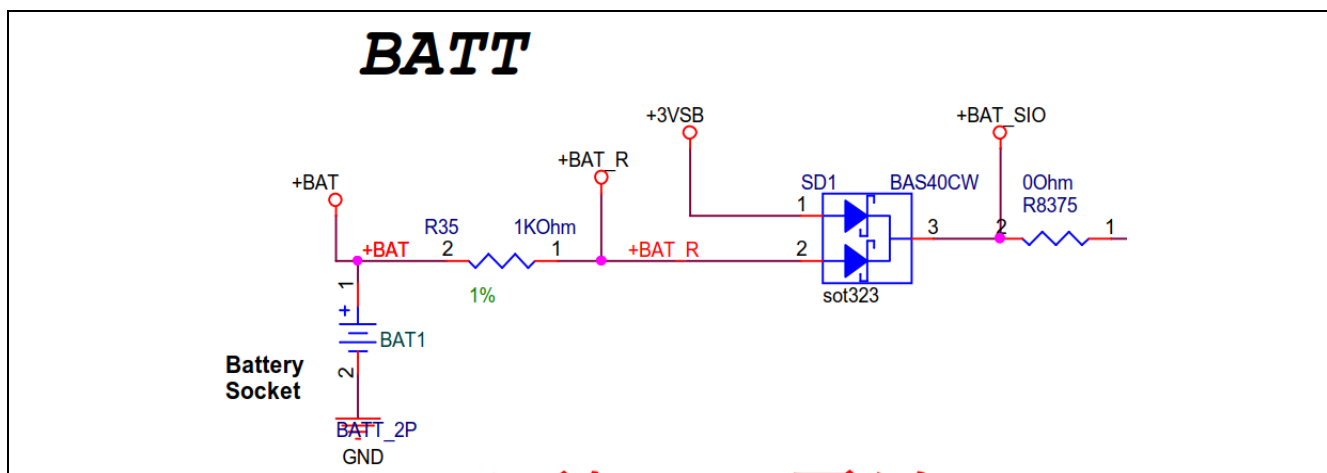 BATT
+3VSB
+BAT_SIO
+BAT_R
+BAT
SD1
BAS40CW
0Ohm
R8375
1
R35
1KOhm
3
2
1
+BAT
2
1
+BAT_R
2
1%
sot323
1
+
BAT1
Battery
Socket
2
BATT_2P
GND